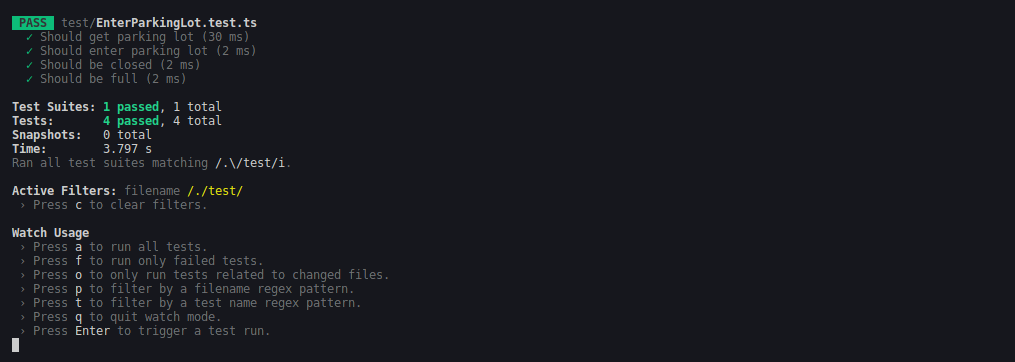 PASS test/EnterParkingLot.test.ts
✓ Should get parking lot (30 ms)
✓ Should enter parking lot (2 ms)
✓ Should be closed (2 ms)
✓ Should be full (2 ms)
Test Suites: 1 passed, 1 total
Tests: 4 passed, 4 total
Snapshots: 0 total
Time: 3.797 s
Ran all test suites matching /.\/test/i.
Active Filters: filename /./test/
› Press c to clear filters.
Watch Usage
› Press a to run all tests.
› Press f to run only failed tests.
› Press o to only run tests related to changed files.
› Press p to filter by a filename regex pattern.
› Press t to filter by a test name regex pattern.
› Press q to quit watch mode.
› Press Enter to trigger a test run.